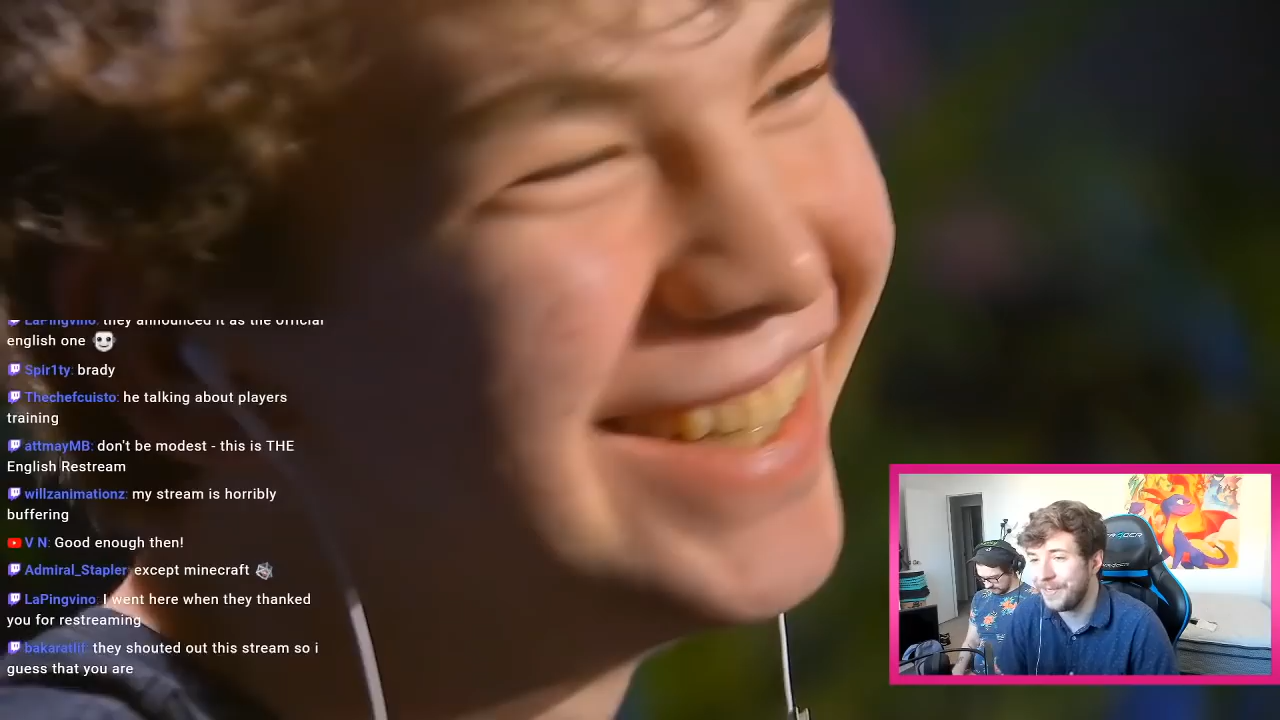 LaPingvino: they announced it as the official
english one
Spir1ty: brady
Thechefcuisto: he talking about players
training
attmayMB: don't be modest - this is THE
English Restream
willzanimationz: my stream is horribly
buffering
V N: Good enough then!
Admiral_Stapler: except minecraft
LaPingvino: I went here when they thanked
you for restreaming
bakaratlif: they shouted out this stream so i
guess that you are